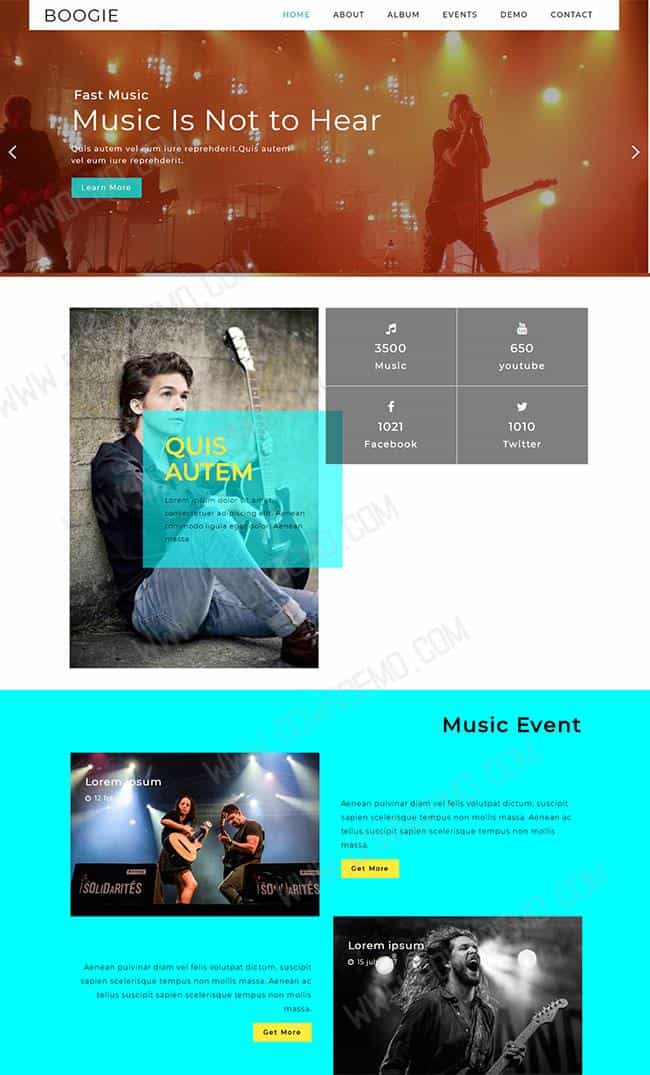 BOOGIE
HOME ABOUT ALBUM EVENTS DEMO CONTACT
Fast Music
Music Is Not to Hear
Quis autem vel eum iure reprehderit.Quis autem
vel eum iure reprehderit.
Learn More
3500
Music
650
youtube
1021
Facebook
1010
Twitter
QUIS
AUTEM
Lorem ipsum dolor sit amet,
consectetuer adipiscing elit. Aenean
commodo ligula eget dolor. Aenean
massa
Music Event
Lorem ipsum
12
Aenean pulvinar diam vel felis volutpat dictum, suscipit
sapien scelerisque tempus non mollis massa. Aenean ac
tellus suscipit sapien scelerisque tempus non mollis
massa.
Get More
SOLIDARITÉS
SOLIDARITÉS
Lorem ipsum
15
Aenean pulvinar diam vel felis volutpat dictum, suscipit
sapien scelerisque tempus non mollis massa. Aenean ac
tellus suscipit sapien scelerisque tempus non mollis
massa.
Get More
WWW.DOWNDEMO.COM